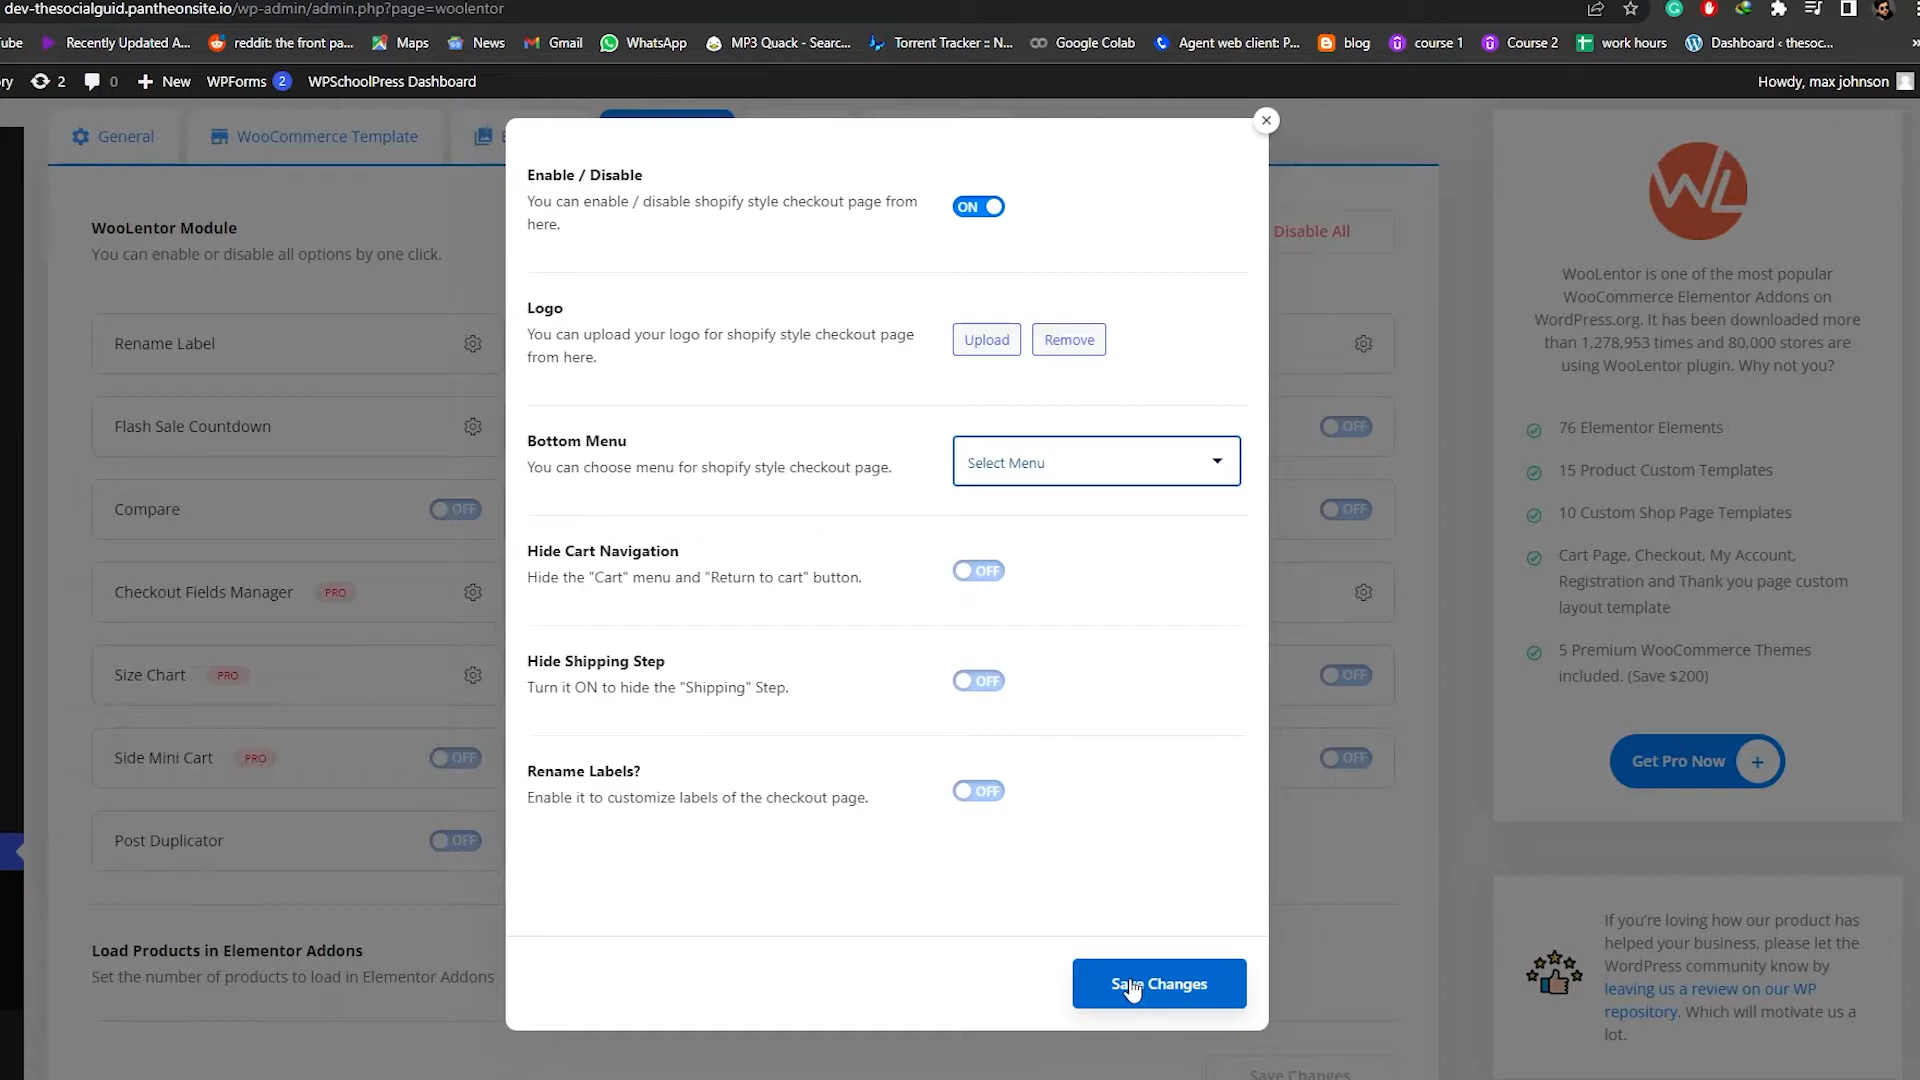 dev-thesocialguid.pantheonsite.io/wp-admin/admin.php?page=woolentor
ube Recently Updated A... reddit: the front pa... Maps News Gmail WhatsApp MP3 Quack - Searc... Torrent Tracker :: N... Google Colab Agent web client: P... blog course 1 Course 2 work hours Dashboard ‹ thesoc... »
ry 2 0 New WPForms 2 WPSchoolPress Dashboard Howdy, max johnson
General WooCommerce Template E
WooLentor Module
You can enable or disable all options by one click.
Disable All
Rename Label
Flash Sale Countdown
OFF
Compare OFF
OFF
Checkout Fields Manager PRO
Size Chart PRO
OFF
Side Mini Cart PRO OFF
OFF
Post Duplicator OFF
Load Products in Elementor Addons
Set the number of products to load in Elementor Addons
Enable / Disable
You can enable / disable shopify style checkout page from
here.
ON
Logo
You can upload your logo for shopify style checkout page
from here.
Upload Remove
Bottom Menu
You can choose menu for shopify style checkout page.
Select Menu
Hide Cart Navigation
Hide the "Cart" menu and "Return to cart" button.
OFF
Hide Shipping Step
Turn it ON to hide the "Shipping" Step.
OFF
Rename Labels?
Enable it to customize labels of the checkout page.
OFF
Save Changes
Save Changes
WL
WooLentor is one of the most popular
WooCommerce Elementor Addons on
WordPress.org. It has been downloaded more
than 1,278,953 times and 80,000 stores are
using WooLentor plugin. Why not you?
76 Elementor Elements
15 Product Custom Templates
10 Custom Shop Page Templates
Cart Page, Checkout, My Account,
Registration and Thank you page custom
layout template
5 Premium WooCommerce Themes
included. (Save $200)
Get Pro Now +
If you're loving how our product has
helped your business, please let the
WordPress community know by
leaving us a review on our WP
repository. Which will motivate us a
lot.